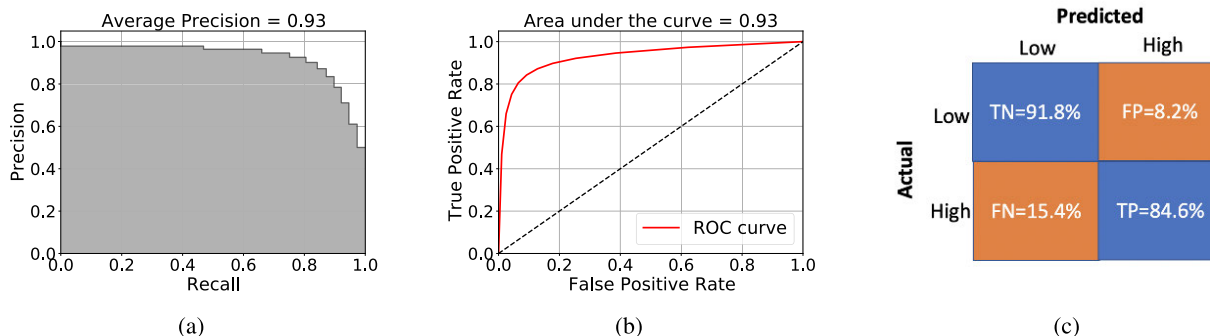 Average Precision = 0.93
1.0
0.8
0.6
0.4
0.2
0.0
Precision
0.0 0.2 0.4 0.6 0.8 1.0
Recall
(a)
Area under the curve = 0.93
1.0
0.8
0.6
0.4
0.2
0.0
True Positive Rate
ROC curve
0.0 0.2 0.4 0.6 0.8 1.0
False Positive Rate
(b)
Predicted
Low High
Actual
Low TN=91.8% FP=8.2%
High FN=15.4% TP=84.6%
(c)